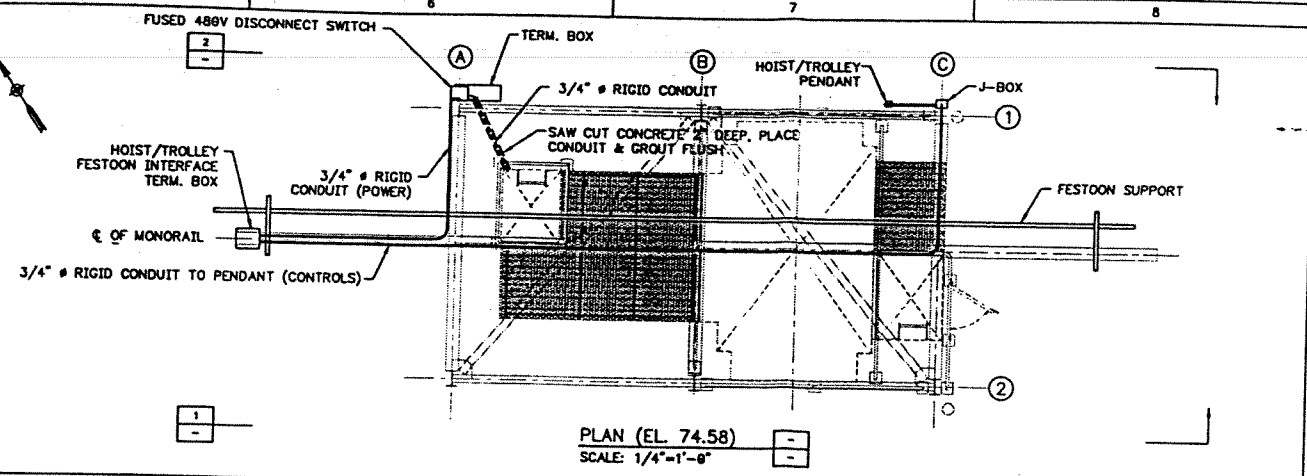 6
7
8
FUSED 480V DISCONNECT SWITCH
2
-
A
TERM. BOX
B
HOIST/TROLLEY
PENDANT
C
J-BOX
1
3/4" ø RIGID CONDUIT
SAW CUT CONCRETE 2" DEEP, PLACE
CONDUIT & GROUT FLUSH
HOIST/TROLLEY
FESTOON INTERFACE
TERM. BOX
3/4" ø RIGID
CONDUIT (POWER)
FESTOON SUPPORT
℄ OF MONORAIL
3/4" ø RIGID CONDUIT TO PENDANT (CONTROLS)
2
1
-
PLAN (EL. 74.58)
SCALE: 1/4"=1'-0"
-
-